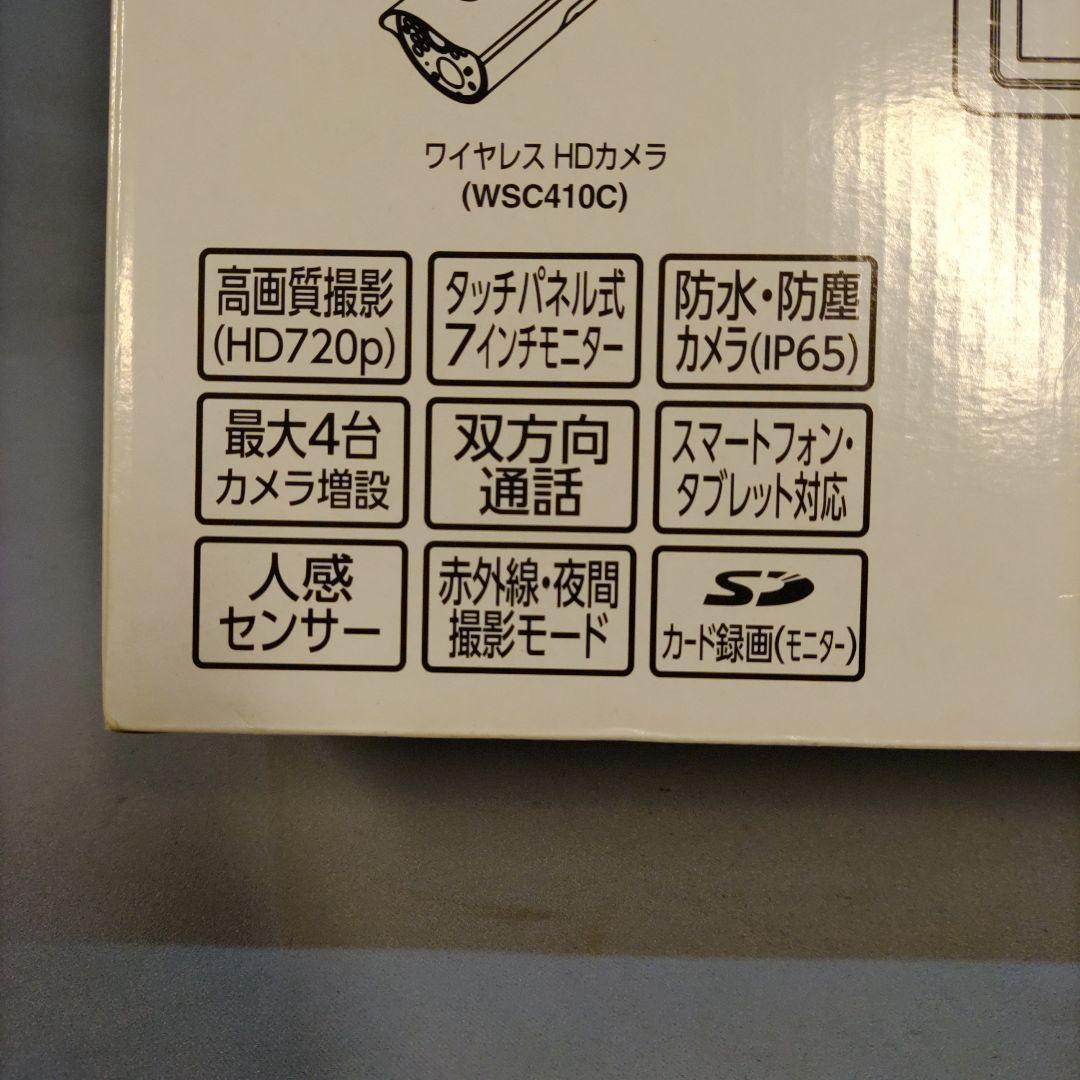 ワイヤレス HDカメラ
(WSC410C)
高画質撮影
(HD720p)
タッチパネル式
7インチモニター
防水・防塵
カメラ(IP65)
最大4台
カメラ増設
双方向
通話
スマートフォン・
タブレット対応
人感
センサー
赤外線・夜間
撮影モード
SD
カード録画(モニター)